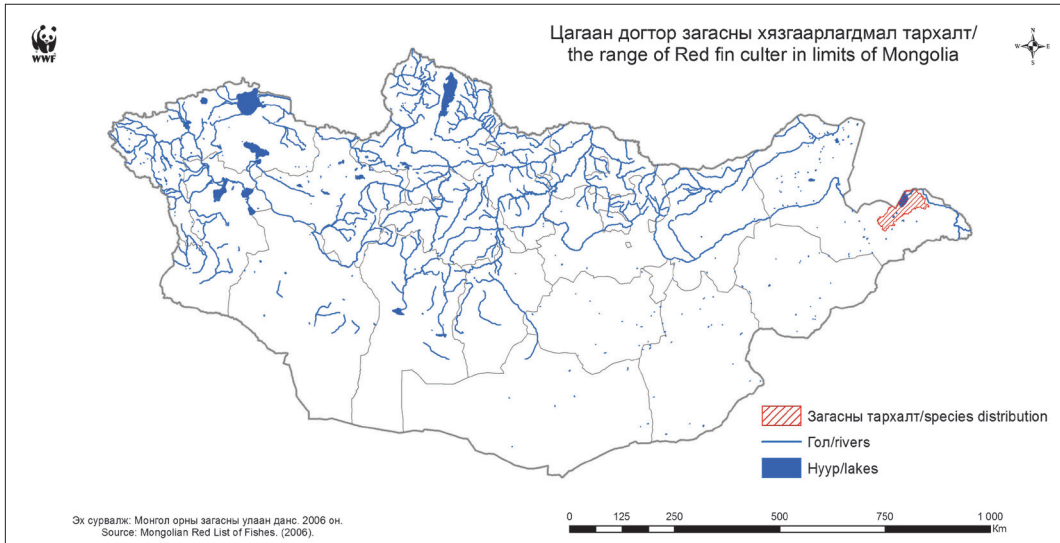 WWF
Цагаан догтор загасны хязгаарлагдмал тархалт/
the range of Red fin culter in limits of Mongolia
N
W E
S
Загасны тархалт/species distribution
Гол/rivers
Нуур/lakes
Эх сурвалж: Монгол орны загасны улаан данс. 2006 он.
Source: Mongolian Red List of Fishes. (2006).
0 125 250 500 750 1 000
Km